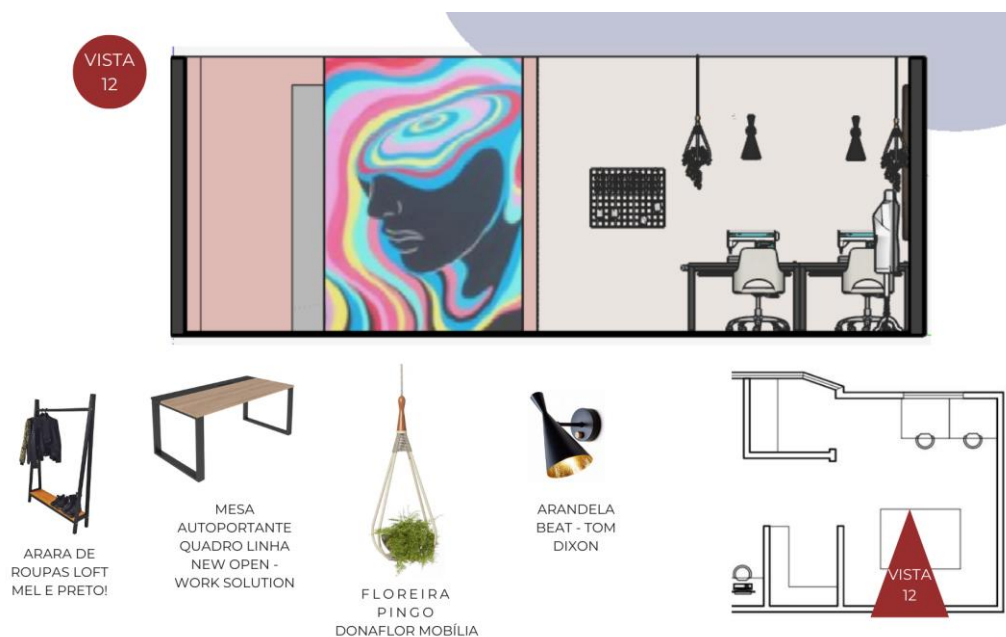 VISTA
12
ARARA DE
ROUPAS LOFT
MEL E PRETO!
MESA
AUTOPORTANTE
QUADRO LINHA
NEW OPEN -
WORK SOLUTION
FLOREIRA
PINGO
DONAFLOR MOBÍLIA
ARANDELA
BEAT - TOM
DIXON
VISTA
12